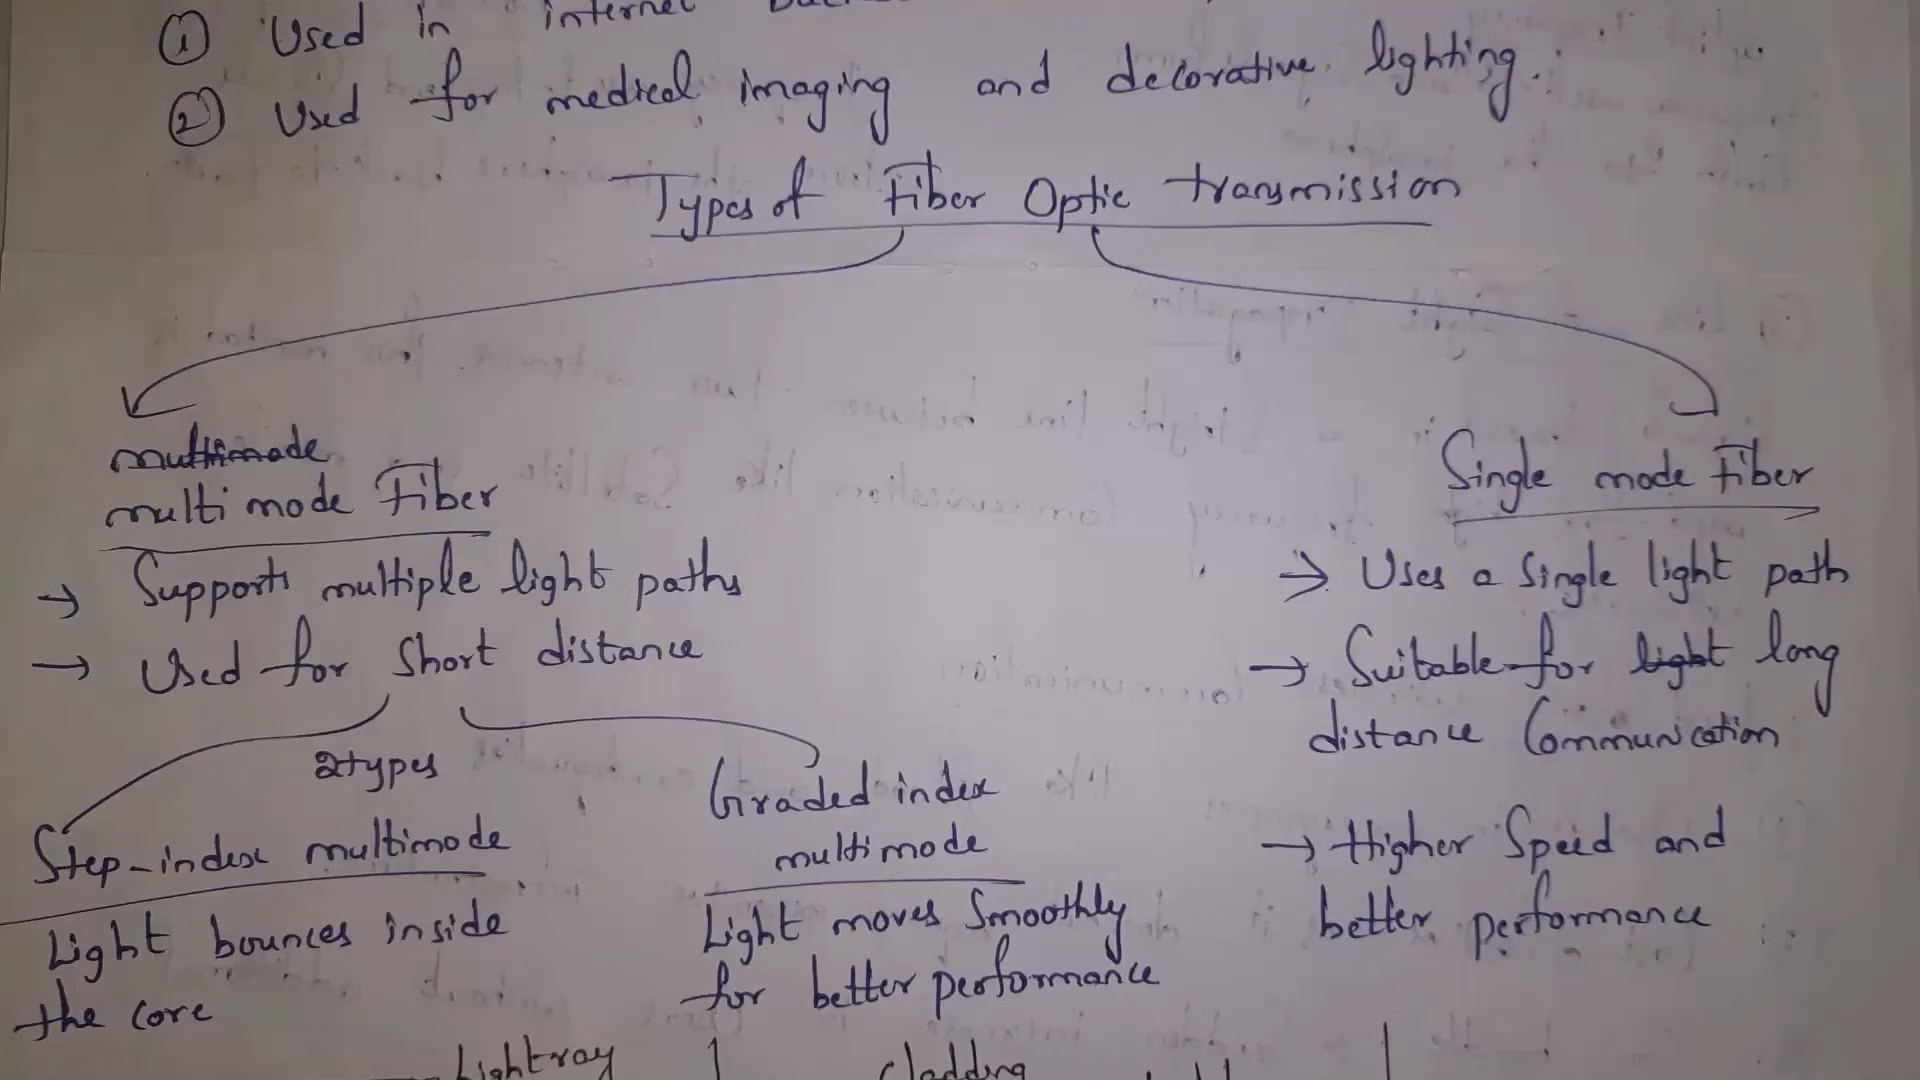 ① Used in internet
② Used for medical imaging and decorative lighting.
Types of Fiber Optic transmission
multimode
multi mode Fiber
→ Supports multiple light paths
→ Used for Short distance
2types
Step-index multimode
Light bounces inside
the core
Graded index
multimode
Light moves Smoothly
for better performance
Single mode Fiber
→ Uses a Single light path
→ Suitable for light long
distance Communication
→ Higher Speed and
better performance
Lightray
cladding